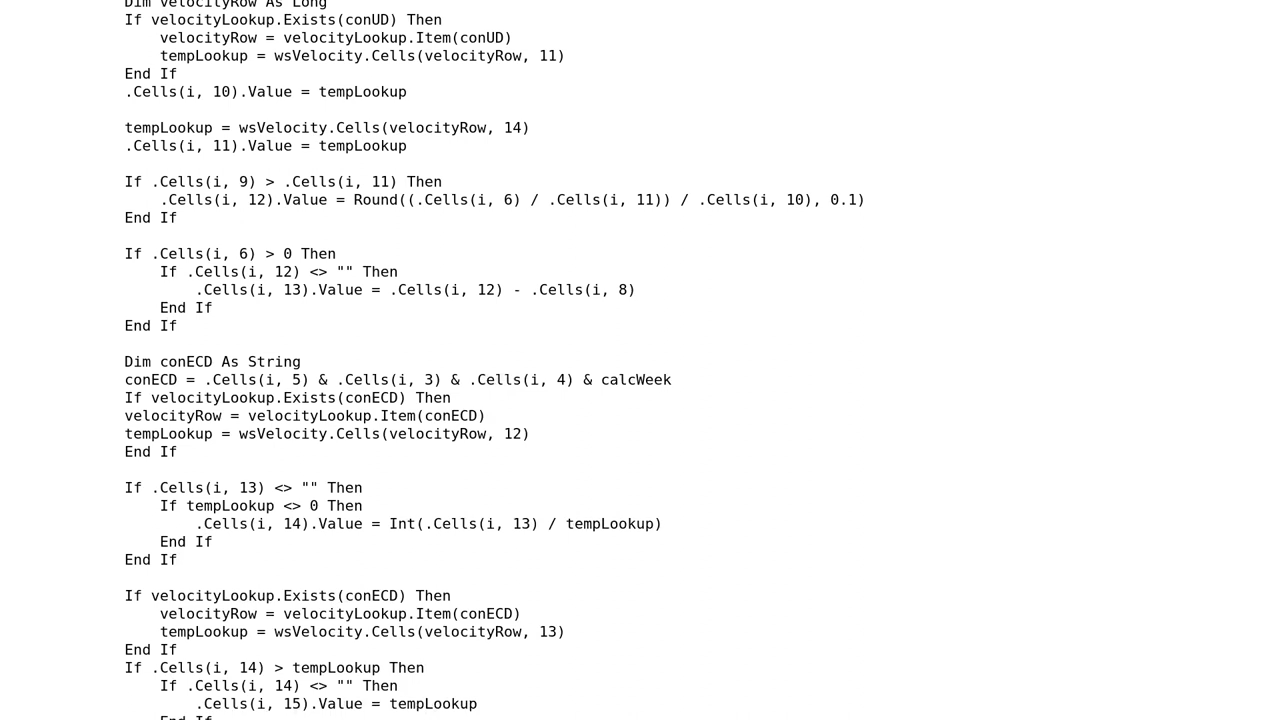 Dim velocityRow As Long
If velocityLookup.Exists(conUD) Then
velocityRow = velocityLookup.Item(conUD)
tempLookup = wsVelocity.Cells(velocityRow, 11)
End If
.Cells(i, 10).Value = tempLookup
tempLookup = wsVelocity.Cells(velocityRow, 14)
.Cells(i, 11).Value = tempLookup
If .Cells(i, 9) > .Cells(i, 11) Then
.Cells(i, 12).Value = Round((.Cells(i, 6) / .Cells(i, 11)) / .Cells(i, 10), 0.1)
End If
If .Cells(i, 6) > 0 Then
If .Cells(i, 12) <> "" Then
.Cells(i, 13).Value = .Cells(i, 12) - .Cells(i, 8)
End If
End If
Dim conECD As String
conECD = .Cells(i, 5) & .Cells(i, 3) & .Cells(i, 4) & calcWeek
If velocityLookup.Exists(conECD) Then
velocityRow = velocityLookup.Item(conECD)
tempLookup = wsVelocity.Cells(velocityRow, 12)
End If
If .Cells(i, 13) <> "" Then
If tempLookup <> 0 Then
.Cells(i, 14).Value = Int(.Cells(i, 13) / tempLookup)
End If
End If
If velocityLookup.Exists(conECD) Then
velocityRow = velocityLookup.Item(conECD)
tempLookup = wsVelocity.Cells(velocityRow, 13)
End If
If .Cells(i, 14) > tempLookup Then
If .Cells(i, 14) <> "" Then
.Cells(i, 15).Value = tempLookup
End If